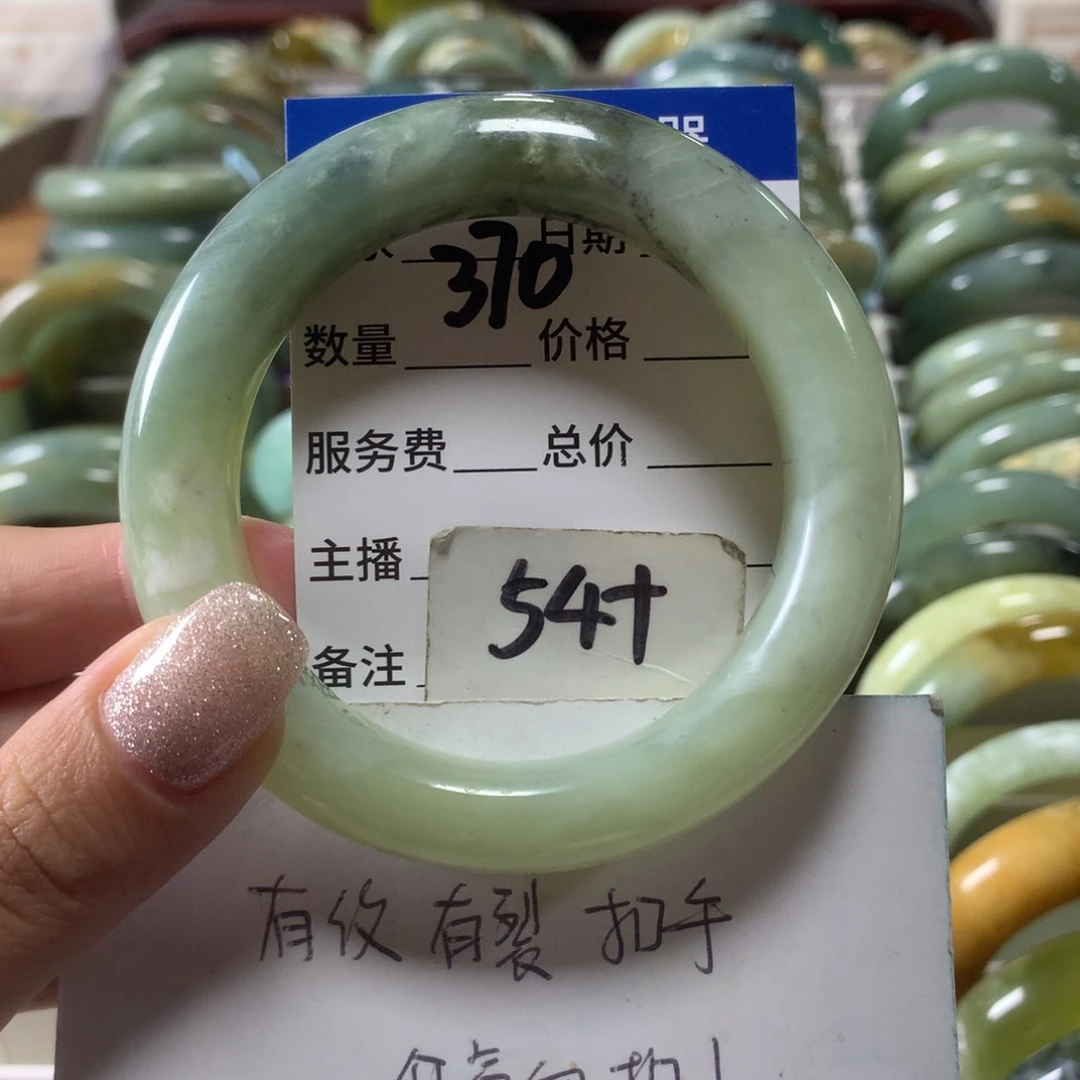 370
日期
数量 价格
服务费 总价
主播
54+
备注
有纹 有裂 扣手